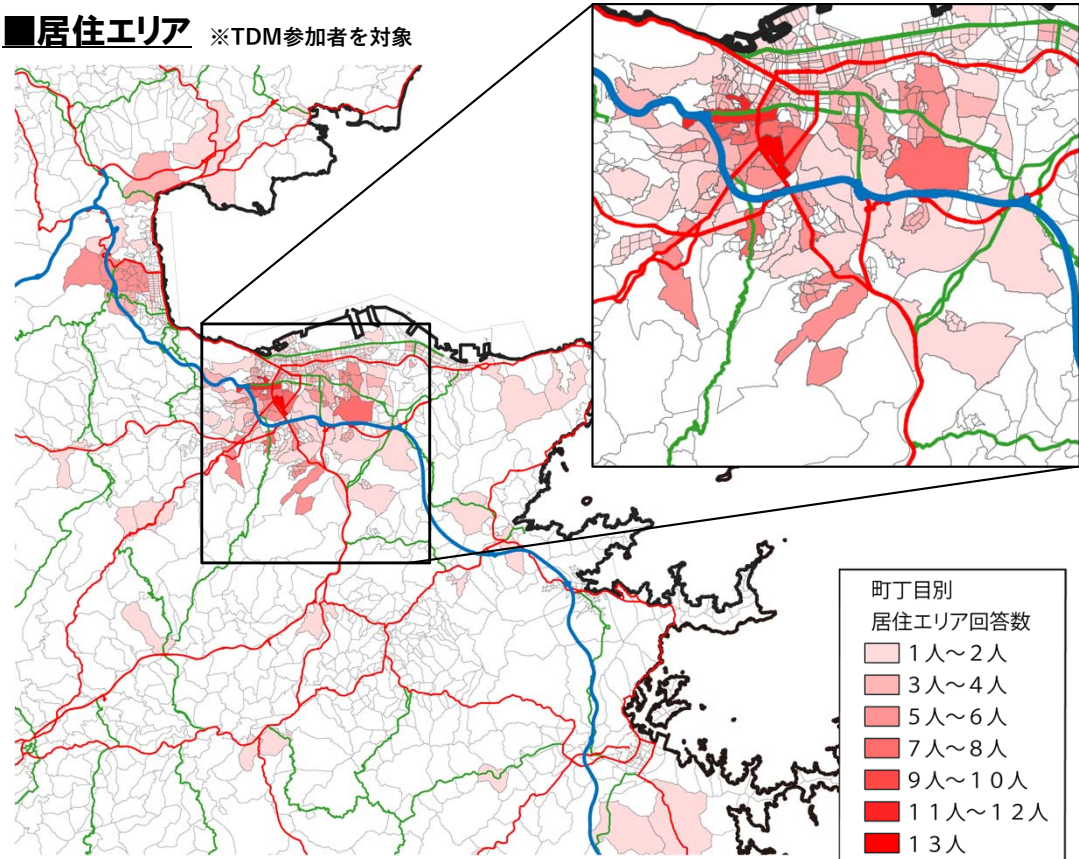 ■居住エリア ※TDM参加者を対象
町丁目別
居住エリア回答数
1人~2人
3人~4人
5人~6人
7人~8人
9人~10人
11人~12人
13人